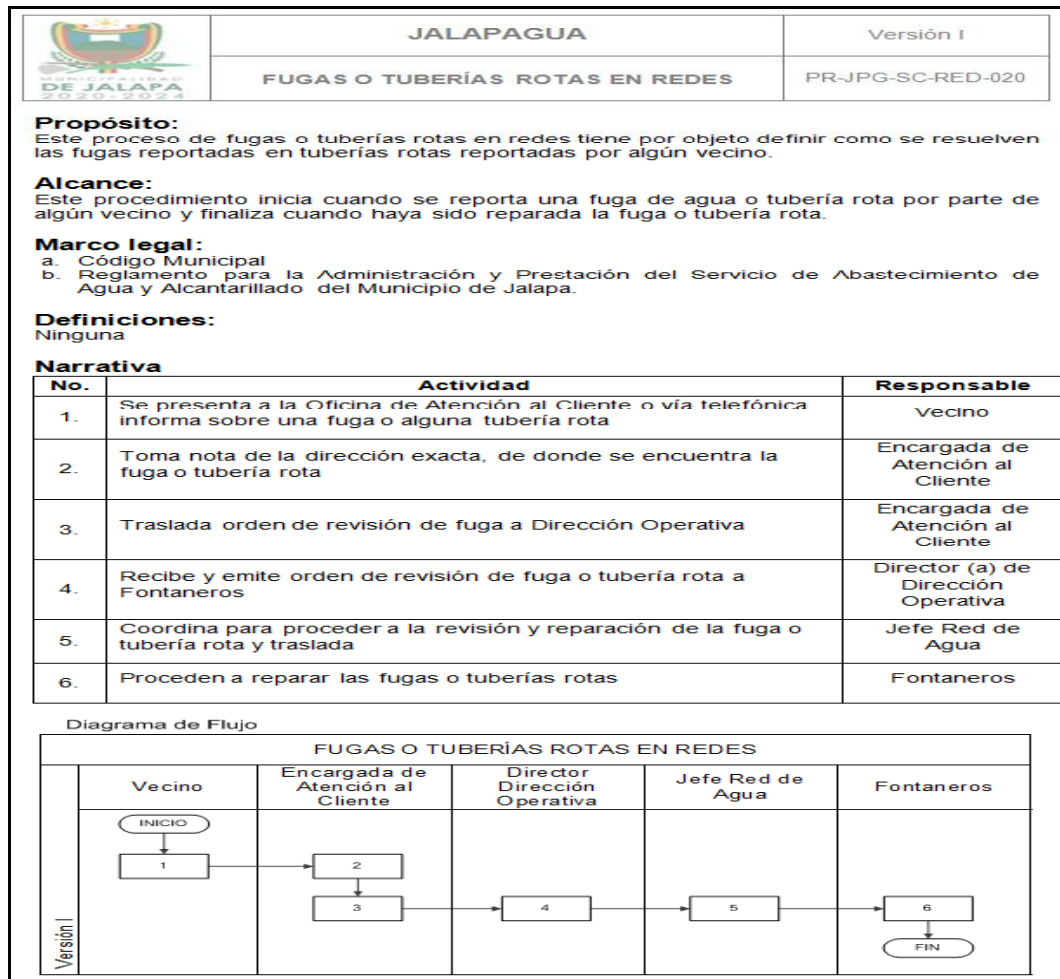 MUNICIPALIDAD
DE JALAPA
2020-2024
JALAPAGUA
Versión I
FUGAS O TUBERÍAS ROTAS EN REDES
PR-JPG-SC-RED-020
Propósito:
Este proceso de fugas o tuberías rotas en redes tiene por objeto definir como se resuelven
las fugas reportadas en tuberías rotas reportadas por algún vecino.
Alcance:
Este procedimiento inicia cuando se reporta una fuga de agua o tubería rota por parte de
algún vecino y finaliza cuando haya sido reparada la fuga o tubería rota.
Marco legal:
a. Código Municipal
b. Reglamento para la Administración y Prestación del Servicio de Abastecimiento de
Agua y Alcantarillado del Municipio de Jalapa.
Definiciones:
Ninguna
Narrativa
No. Actividad Responsable
1. Se presenta a la Oficina de Atención al Cliente o vía telefónica
informa sobre una fuga o alguna tubería rota
Vecino
2. Toma nota de la dirección exacta, de donde se encuentra la
fuga o tubería rota
Encargada de
Atención al
Cliente
3. Traslada orden de revisión de fuga a Dirección Operativa
Encargada de
Atención al
Cliente
4. Recibe y emite orden de revisión de fuga o tubería rota a
Fontaneros
Director (a) de
Dirección
Operativa
5. Coordina para proceder a la revisión y reparación de la fuga o
tubería rota y traslada
Jefe Red de
Agua
6. Proceden a reparar las fugas o tuberías rotas
Fontaneros
Diagrama de Flujo
FUGAS O TUBERÍAS ROTAS EN REDES
Vecino
Encargada de
Atención al
Cliente
Director
Dirección
Operativa
Jefe Red de
Agua
Fontaneros
INICIO
1
2
3
4
5
6
FIN
Versión I